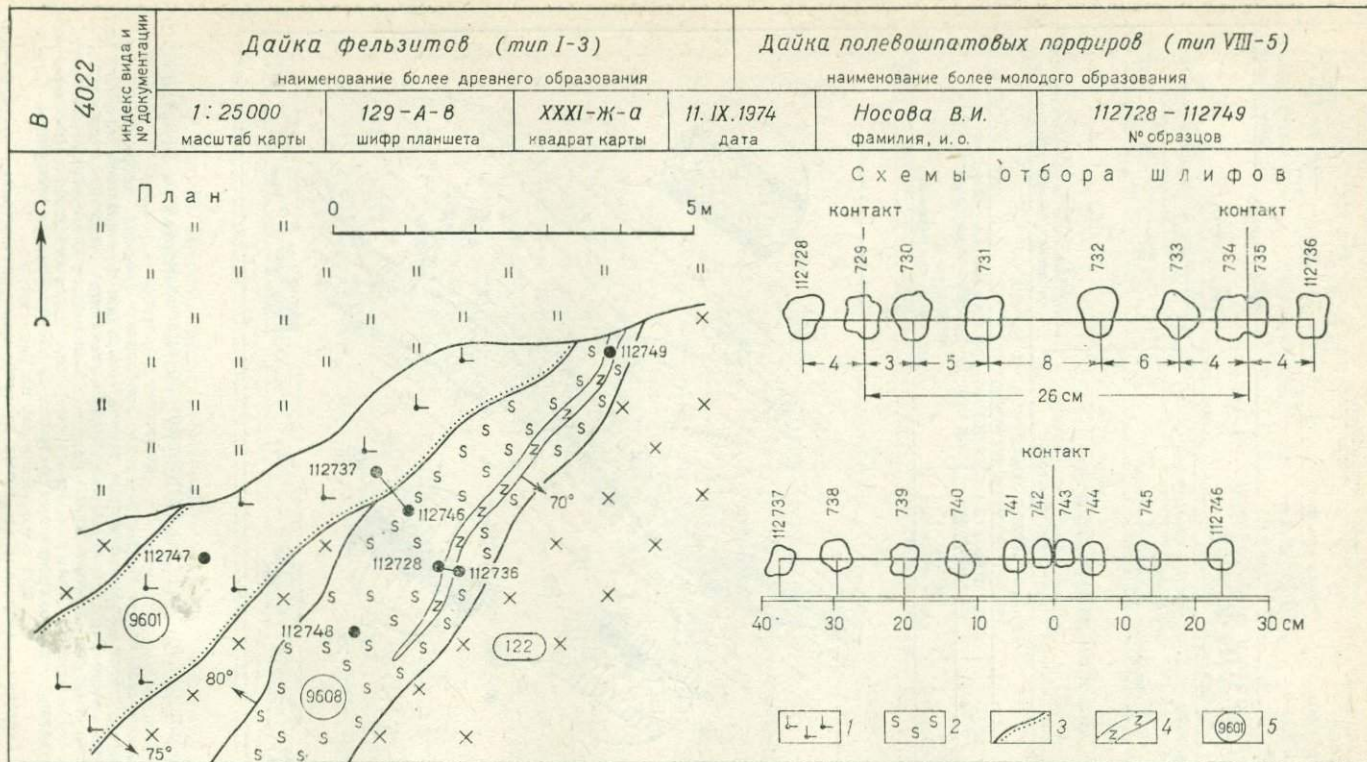 В
4022
индекс вида и
№ документации
Дайка фельзитов (тип I-3)
наименование более древнего образования
Дайка полевошпатовых порфиров (тип VIII-5)
наименование более молодого образования
1 : 25000
масштаб карты
129-А-в
шифр планшета
XXXI-Ж-а
квадрат карты
11. IX.1974
дата
Носова В.И.
фамилия, и. о.
112728 - 112749
№ образцов
План
С
0 5 м
112749
112737
112746
70°
112747
112728
112736
9601
112748
122
80°
9608
75°
Схемы отбора шлифов
контакт контакт
112728 729 730 731 732 733 734 735 112736
4 3 5 8 6 4 4
26 см
контакт
112737 738 739 740 741 742 743 744 745 112746
40 30 20 10 0 10 20 30 см
1 2 3 4 9601 5